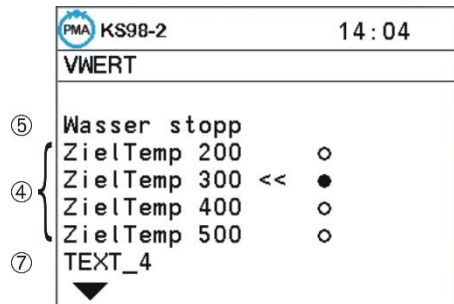 PMA KS98-2 14:04
VWERT
⑤ Wasser stopp
ZielTemp 200
④ ZielTemp 300 <<
ZielTemp 400
ZielTemp 500
⑦ TEXT_4